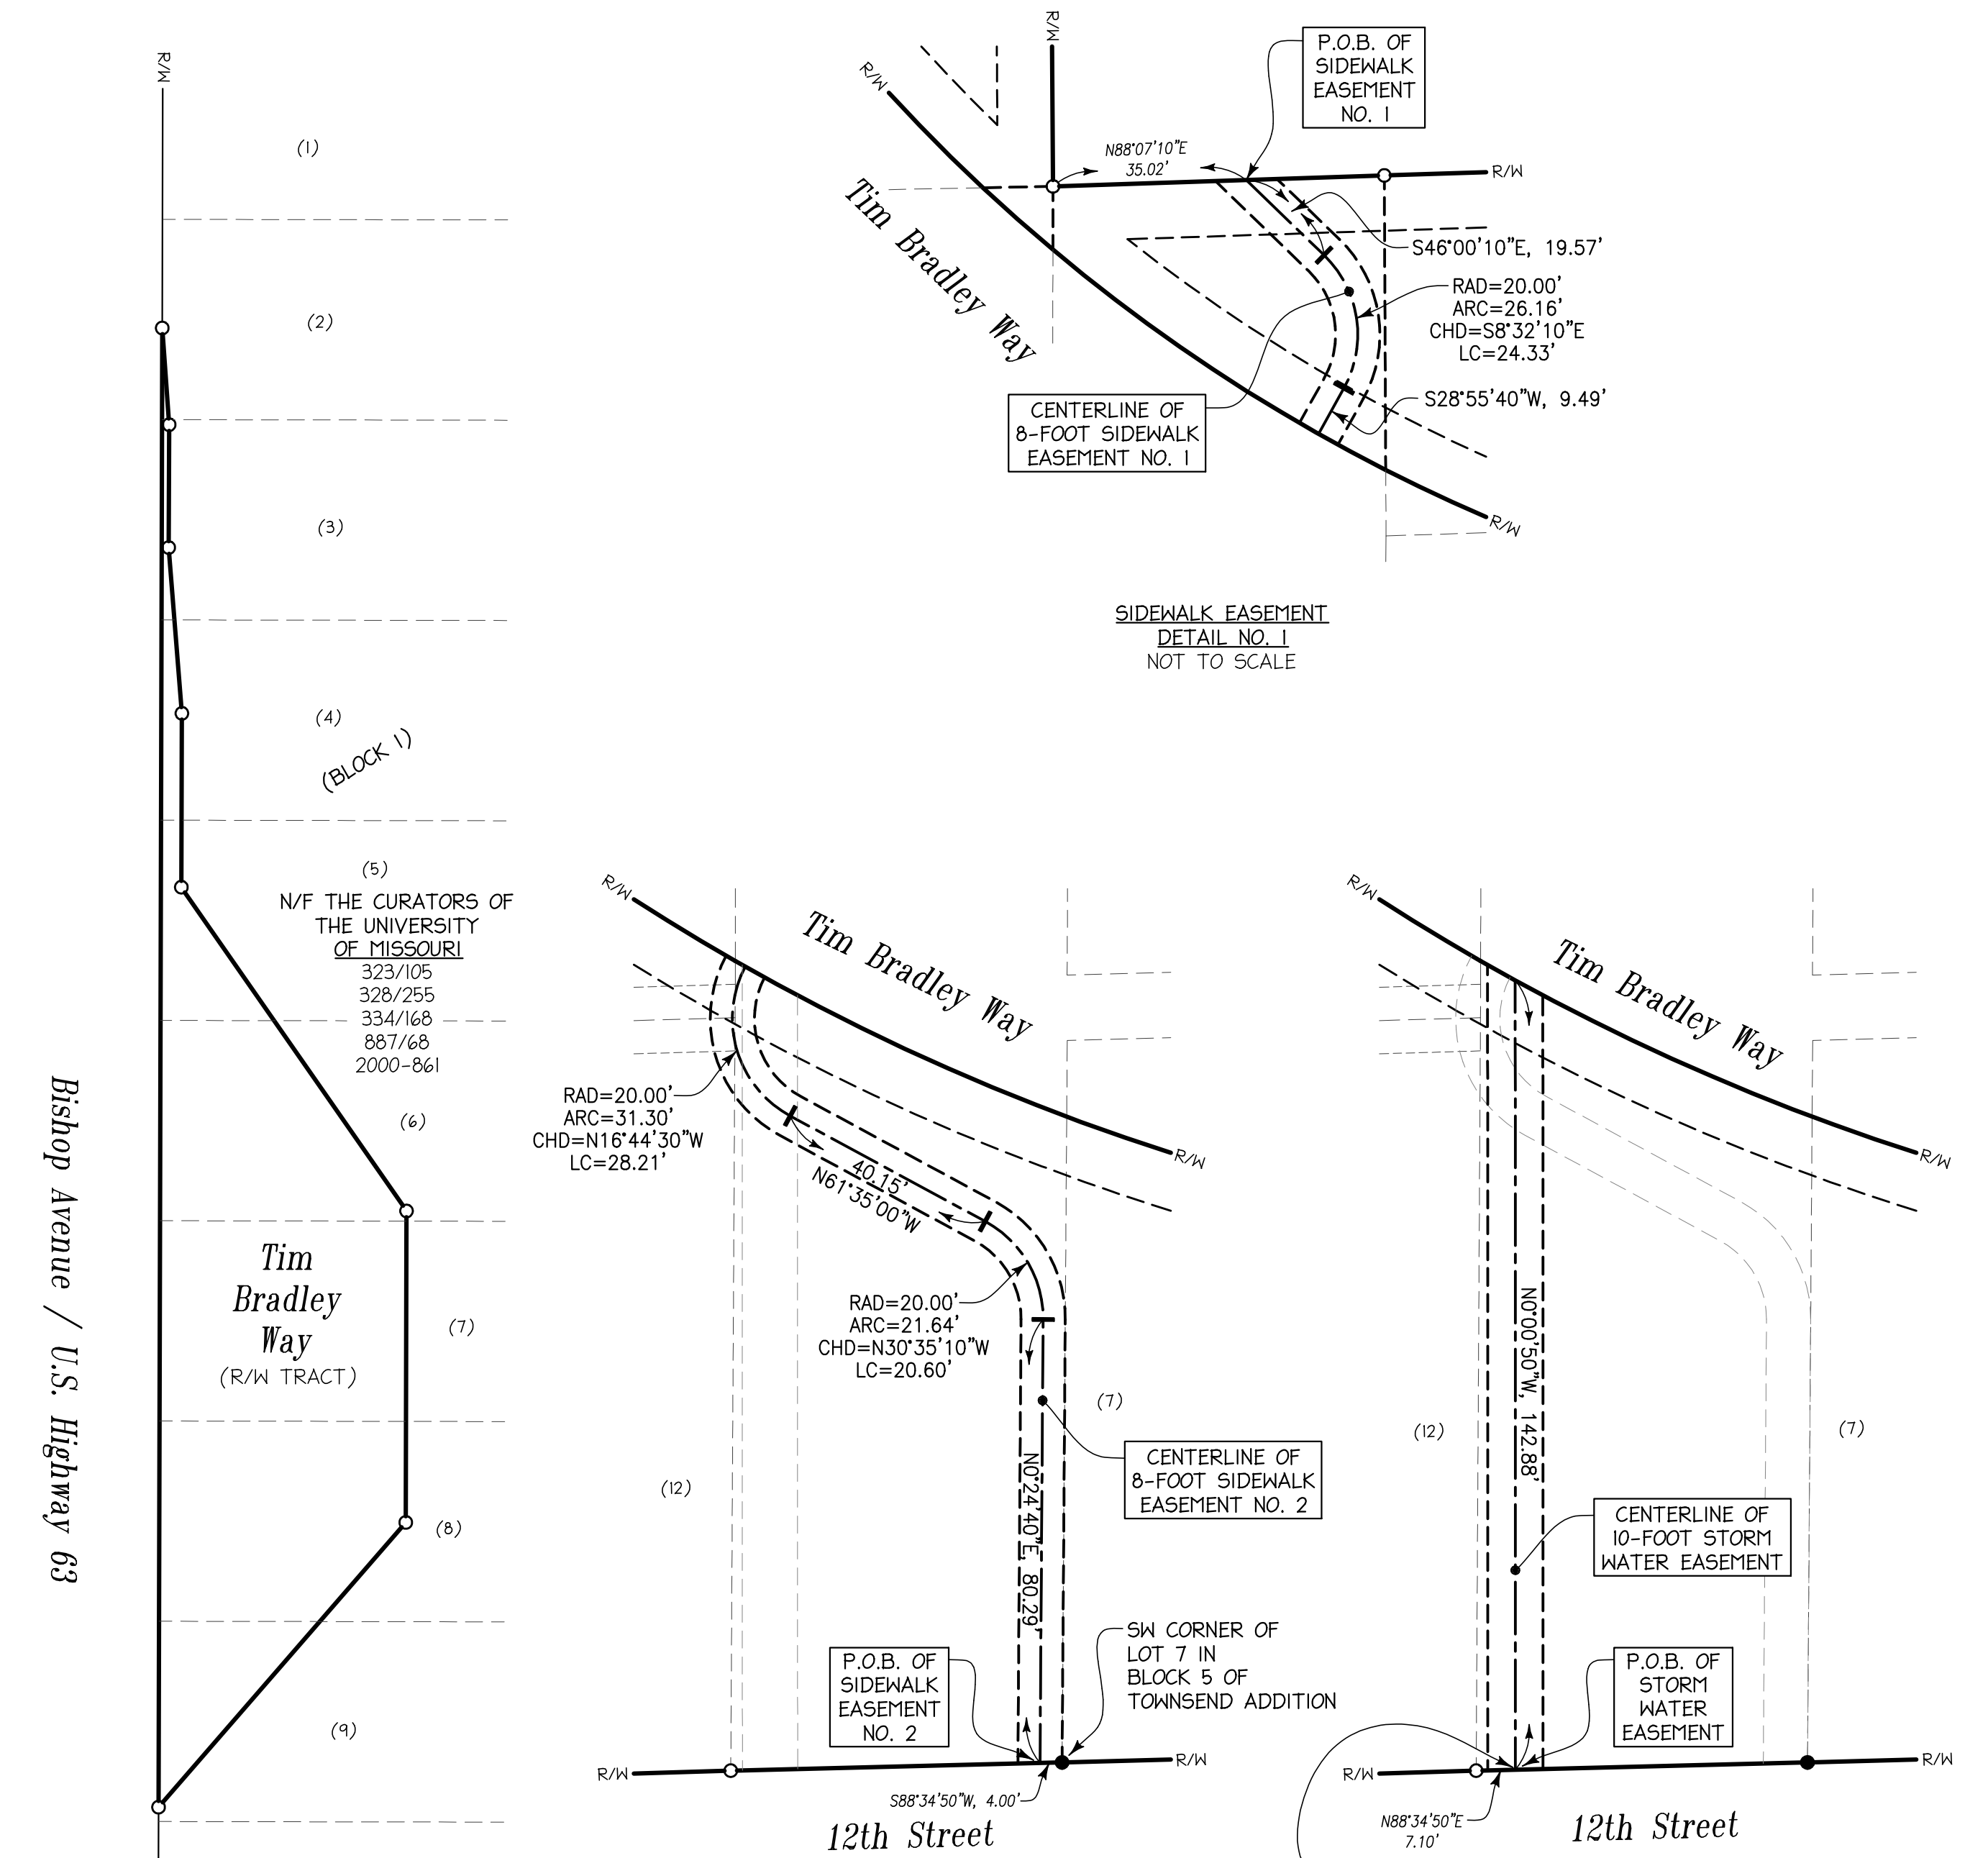 R/W
(1)
(2)
(3)
(4)
(BLOCK 1)
(5)
N/F THE CURATORS OF
THE UNIVERSITY
OF MISSOURI
323/105
328/255
334/168
887/68
2000-861
(6)
Tim
Bradley
Way
(R/W TRACT)
(7)
(8)
(9)
Bishop Avenue / U.S. Highway 63
R/W
R/W
P.O.B. OF
SIDEWALK
EASEMENT
NO. 1
N88°07'10"E
35.02'
R/W
Tim Bradley Way
S46°00'10"E, 19.57'
RAD=20.00'
ARC=26.16'
CHD=S8°32'10"E
LC=24.33'
S28°55'40"W, 9.49'
CENTERLINE OF
8-FOOT SIDEWALK
EASEMENT NO. 1
R/W
SIDEWALK EASEMENT
DETAIL NO. 1
NOT TO SCALE
R/W
Tim Bradley Way
R/W
RAD=20.00'
ARC=31.30'
CHD=N16°44'30"W
LC=28.21'
40.15'
N61°35'00"W
RAD=20.00'
ARC=21.64'
CHD=N30°35'10"W
LC=20.60'
(7)
CENTERLINE OF
8-FOOT SIDEWALK
EASEMENT NO. 2
(12)
N0°24'40"E, 80.29'
SW CORNER OF
LOT 7 IN
BLOCK 5 OF
TOWNSEND ADDITION
P.O.B. OF
SIDEWALK
EASEMENT
NO. 2
R/W
R/W
S88°34'50"W, 4.00'
12th Street
R/W
Tim Bradley Way
R/W
N0°00'50"W, 142.88'
(12)
(7)
CENTERLINE OF
10-FOOT STORM
WATER EASEMENT
P.O.B. OF
STORM
WATER
EASEMENT
R/W
R/W
N88°34'50"E
7.10'
12th Street